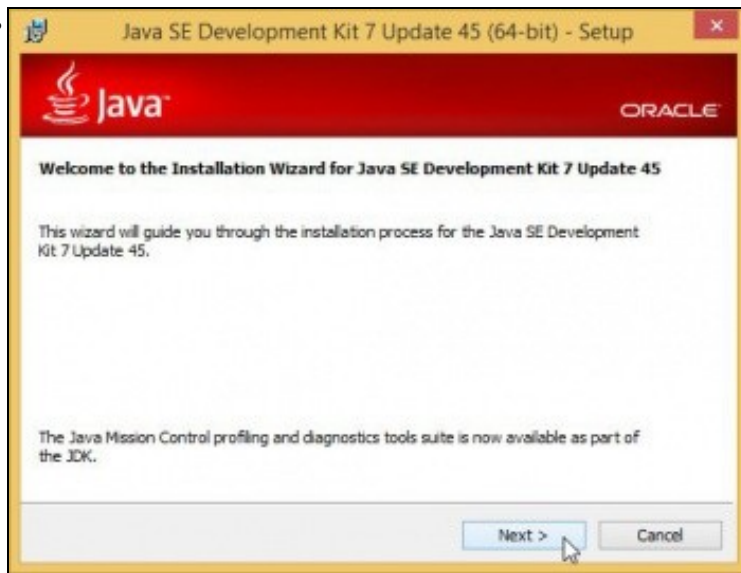 Java SE Development Kit 7 Update 45 (64-bit) - Setup
Java™
ORACLE
Welcome to the Installation Wizard for Java SE Development Kit 7 Update 45
This wizard will guide you through the installation process for the Java SE Development
Kit 7 Update 45.
The Java Mission Control profiling and diagnostics tools suite is now available as part of
the JDK.
Next >
Cancel